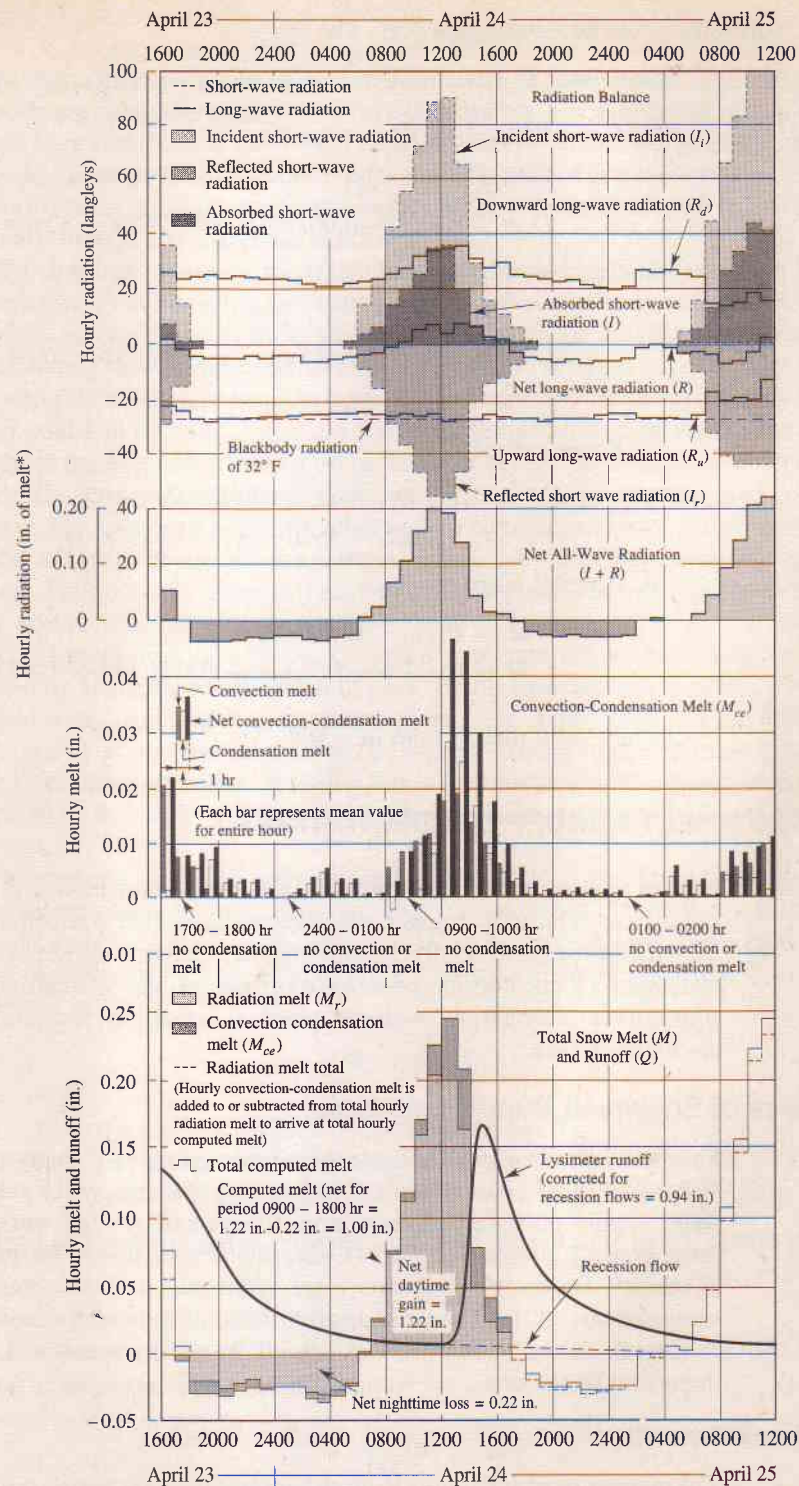 April 23 April 24 April 25
1600 2000 2400 0400 0800 1200 1600 2000 2400 0400 0800 1200
Hourly radiation (langleys)
100
80
60
40
20
0
−20
−40
Short-wave radiation
Long-wave radiation
Incident short-wave radiation
Reflected short-wave
radiation
Absorbed short-wave
radiation
Radiation Balance
Incident short-wave radiation (I_i)
Downward long-wave radiation (R_d)
Absorbed short-wave
radiation (I)
Net long-wave radiation (R)
Blackbody radiation
of 32° F
Upward long-wave radiation (R_u)
Reflected short wave radiation (I_r)
Hourly radiation (in. of melt*)
0.20
0.10
0
40
20
0
Net All-Wave Radiation
(I + R)
Hourly melt (in.)
0.04
0.03
0.02
0.01
0
Convection melt
Net convection-condensation melt
Condensation melt
1 hr
Convection-Condensation Melt (M_ce)
(Each bar represents mean value
for entire hour)
1700 – 1800 hr
no condensation
melt
2400 – 0100 hr
no convection or
condensation melt
0900 –1000 hr
no condensation
melt
0100 – 0200 hr
no convection or
condensation melt
Hourly melt and runoff (in.)
0.01
0.25
0.20
0.15
0.10
0.05
0
−0.05
Radiation melt (M_r)
Convection condensation
melt (M_ce)
Radiation melt total
(Hourly convection-condensation melt is
added to or subtracted from total hourly
radiation melt to arrive at total hourly
computed melt)
Total computed melt
Computed melt (net for
period 0900 – 1800 hr =
1.22 in.-0.22 in. = 1.00 in.)
Total Snow Melt (M)
and Runoff (Q)
Lysimeter runoff
(corrected for
recession flows = 0.94 in.)
Net
daytime
gain =
1.22 in.
Recession flow
Net nighttime loss = 0.22 in.
1600 2000 2400 0400 0800 1200 1600 2000 2400 0400 0800 1200
April 23 April 24 April 25